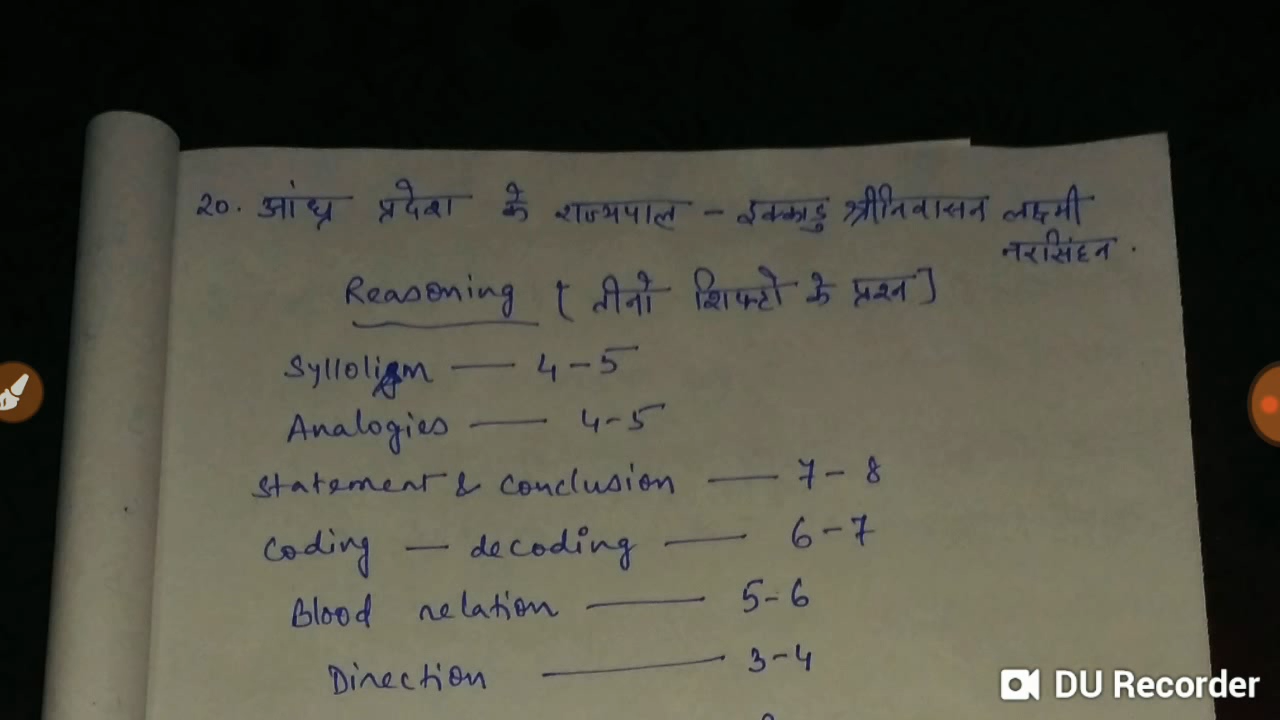 20. आंध्र प्रदेश के राज्यपाल - इक्काडु श्रीनिवासन लक्ष्मी
नरसिंहन .
Reasoning [ तीनो शिफ्टो के प्रश्न ]
Sylloligm — 4-5
Analogies — 4-5
Statement & Conclusion — 7-8
Coding — decoding — 6-7
Blood relation — 5-6
Direction — 3-4
DU Recorder